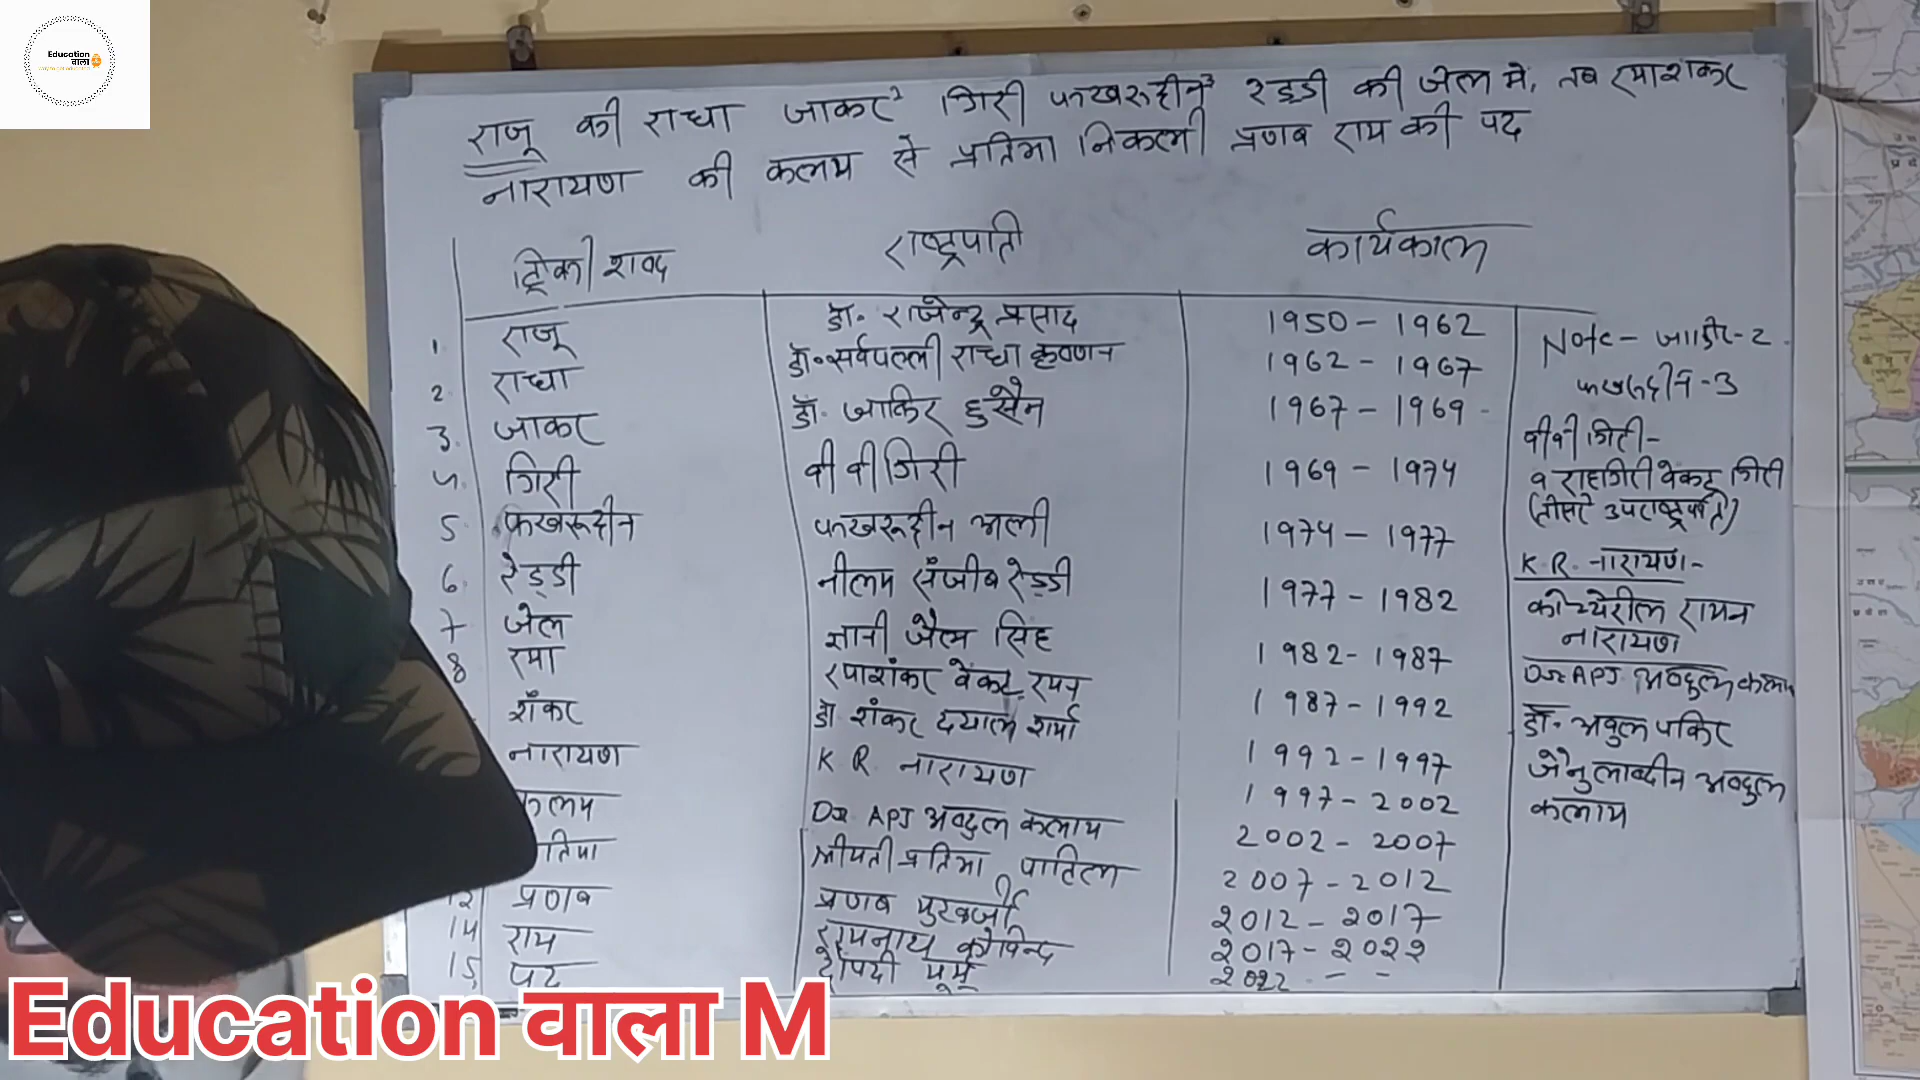 Education
वाला
राजू की राधा जाकर² गिरी फखरुद्दीन³ रेड्डी की जेल मे, तब रमाशंकर
नारायण की कलम से प्रतिभा निकली प्रणब राम की पद
ट्रिकी शब्द राष्ट्रपति कार्यकाल
1. राजू डॉ. राजेन्द्र प्रसाद 1950 - 1962
2. राधा डॉ. सर्वपल्ली राधा कृष्णन 1962 - 1967
3. जाकर डॉ. जाकिर हुसैन 1967 - 1969
4. गिरी वी वी गिरी 1969 - 1974
5 फखरुद्दीन फखरुद्दीन अली 1974 - 1977
6. रेड्डी नीलम संजीब रेड्डी 1977 - 1982
7 जेल ज्ञानी जैल सिंह 1982 - 1987
8 रमा रमाशंकर वेंकट रमन 1987 - 1992
शंकर डॉ शंकर दयाल शर्मा 1992 - 1997
नारायण K R. नारायण 1997 - 2002
कलम Dr APJ अब्दुल कलाम 2002 - 2007
तिभा श्रीमती प्रतिभा पाटिल 2007 - 2012
प्रणब प्रणब मुखर्जी 2012 - 2017
14 राम रामनाथ कोविन्द 2017 - 2022
15 पद द्रोपदी मूर्मू 2022 - -
Note - जाकिर - 2
फखरुद्दीन - 3
वी वी गिरी -
वराहगिरी वेंकट गिरी
(तीसरे उपराष्ट्रपति)
K.R. नारायण -
कोच्चेरील रामन
नारायण
Dr APJ अब्दुल कलाम
डॉ. अबुल पकिर
जैनुलाब्दीन अब्दुल
कलाम
Education वाला M